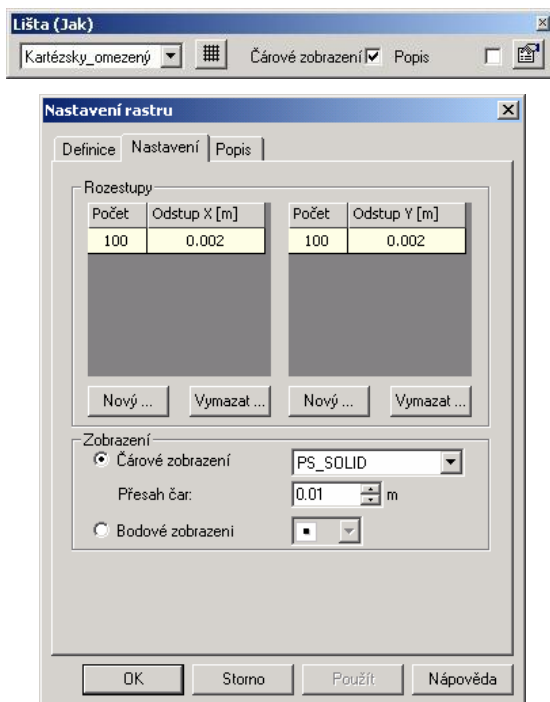 Lišta (Jak)
Kartézsky_omezený Čárové zobrazení Popis
Nastavení rastru
Definice Nastavení Popis
Rozestupy
Počet Odstup X [m] Počet Odstup Y [m]
100 0.002 100 0.002
Nový ... Vymazat ... Nový ... Vymazat ...
Zobrazení
Čárové zobrazení PS_SOLID
Přesah čar: 0.01 m
Bodové zobrazeni
OK Storno Použít Nápověda